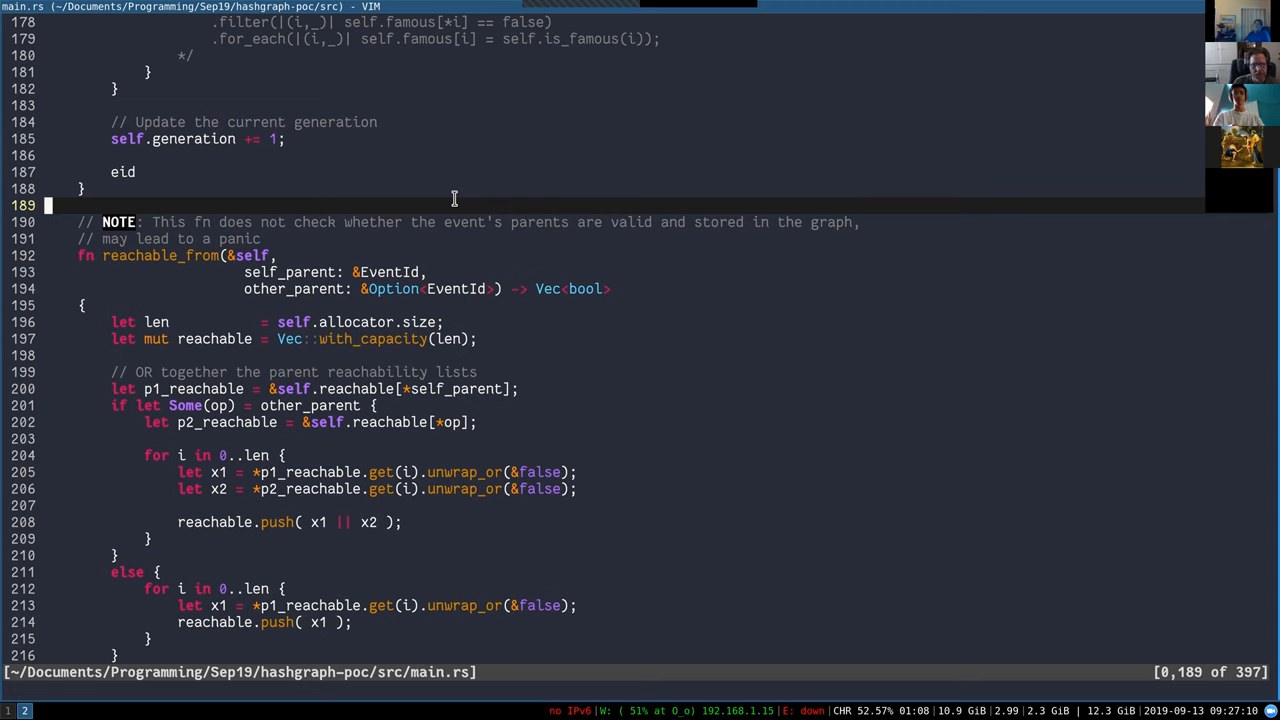 main.rs (~/Documents/Programming/hashgraph-poc/src) - VIM
178                 .filter(|(i,_)| self.famous[*i] == false)
179                 .for_each(|(i,_)| self.famous[i] = self.is_famous(i));
180             */
181         }
182     }
183
184     // Update the current generation
185     self.generation += 1;
186
187     eid
188 }
189
190 // NOTE: This fn does not check whether the event's parents are valid and stored in the graph,
191 // may lead to a panic
192 fn reachable_from(&self,
193                     self_parent: &EventId,
194                     other_parent: &Option<EventId>) -> Vec<bool>
195 {
196     let len           = self.allocator.size;
197     let mut reachable = Vec::with_capacity(len);
198
199     // OR together the parent reachability lists
200     let p1_reachable = &self.reachable[*self_parent];
201     if let Some(op) = other_parent {
202         let p2_reachable = &self.reachable[*op];
203
204         for i in 0..len {
205             let x1 = *p1_reachable.get(i).unwrap_or(&false);
206             let x2 = *p2_reachable.get(i).unwrap_or(&false);
207
208             reachable.push( x1 || x2 );
209         }
210     }
211     else {
212         for i in 0..len {
213             let x1 = *p1_reachable.get(i).unwrap_or(&false);
214             reachable.push( x1 );
215         }
216     }
[~/Documents/Programming/Sep19/hashgraph-poc/src/main.rs] [0,189 of 397]
1 2 no IPv6|W: ( 51% at O_o) 192.168.1.15|E: down|CHR 52.57% 01:08 | 10.9 GiB|2.99|2.3 GiB | 12.3 GiB|2019-09-13 09:27:10